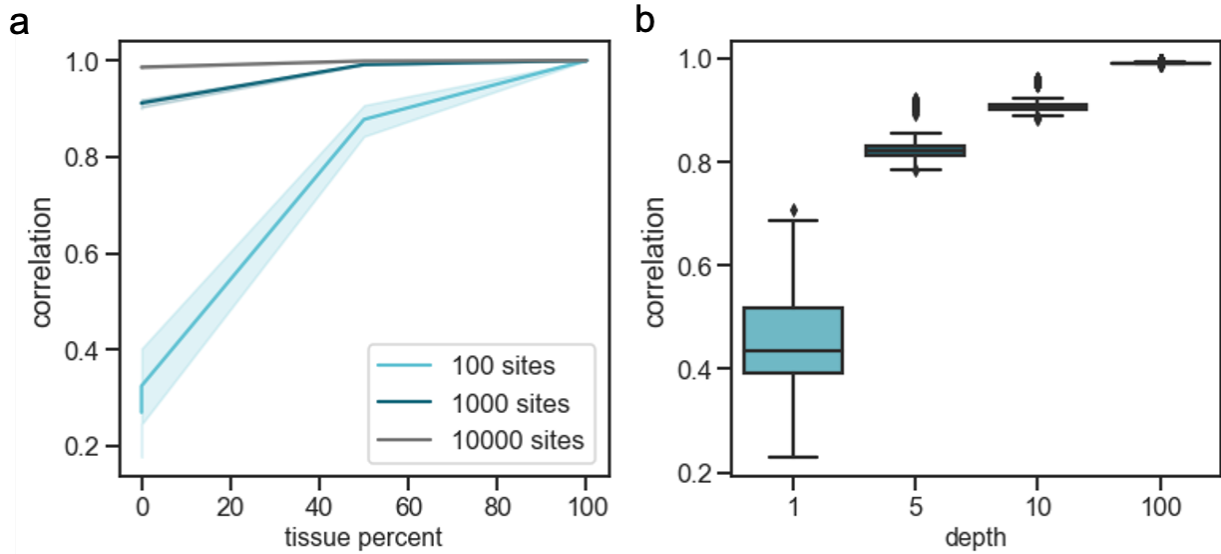 a
1.0
0.8
0.6
0.4
0.2
correlation
0 20 40 60 80 100
tissue percent
100 sites
1000 sites
10000 sites
b
1.0
0.8
0.6
0.4
0.2
correlation
1 5 10 100
depth